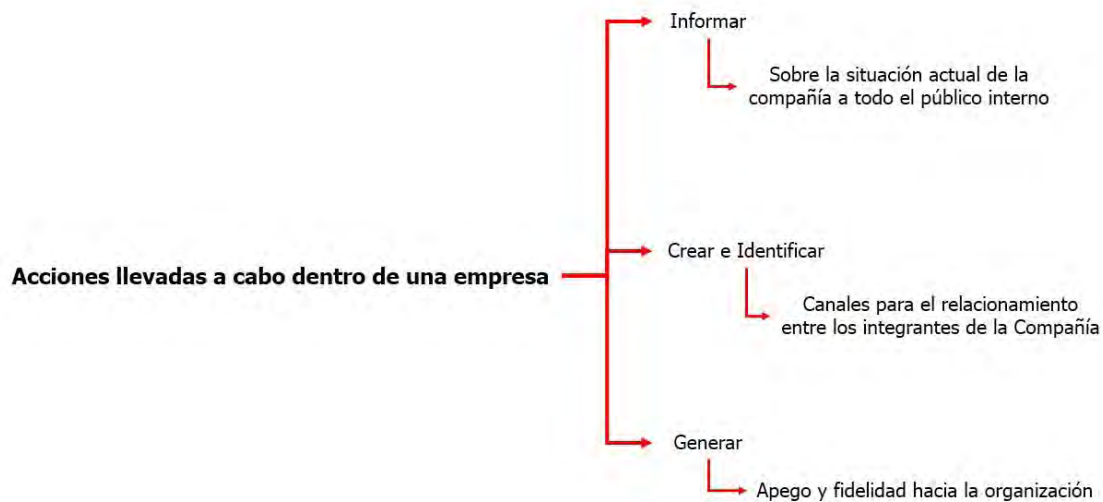 Informar
Sobre la situación actual de la
compañía a todo el público interno
Acciones llevadas a cabo dentro de una empresa
Crear e Identificar
Canales para el relacionamiento
entre los integrantes de la Compañía
Generar
Apego y fidelidad hacia la organización